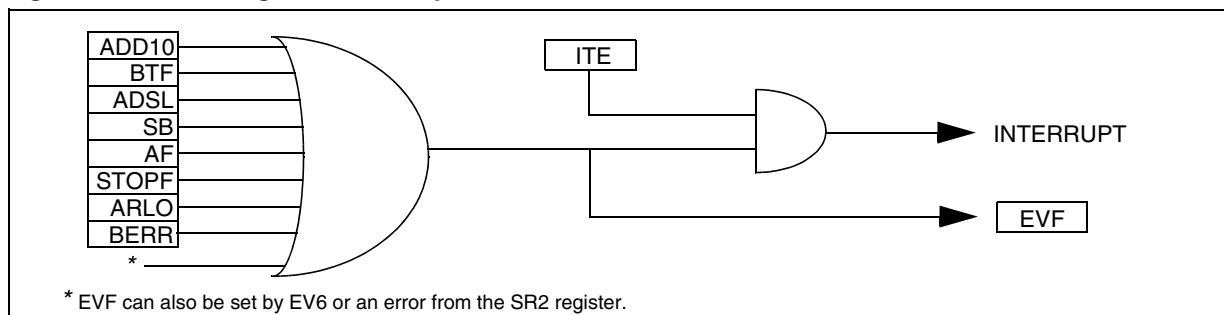 ADD10
BTF
ADSL
SB
AF
STOPF
ARLO
BERR
*
ITE
INTERRUPT
EVF
* EVF can also be set by EV6 or an error from the SR2 register.